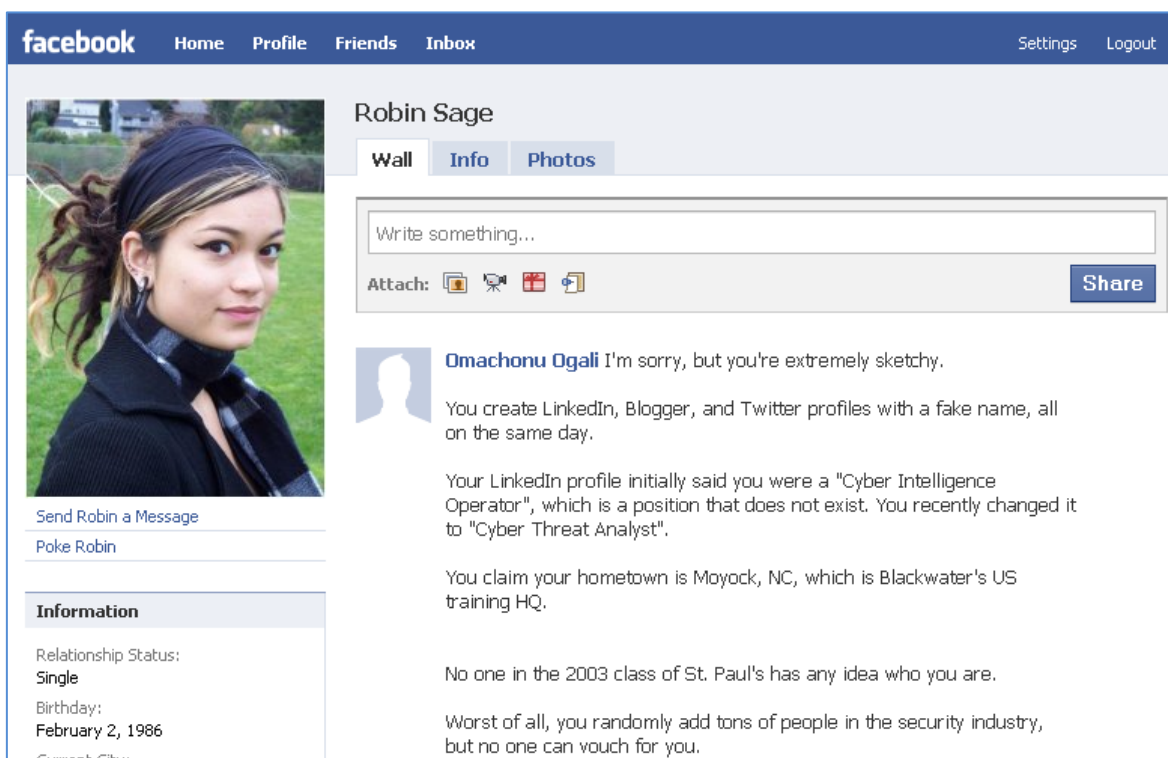 facebook Home Profile Friends Inbox Settings Logout
Robin Sage
Wall Info Photos
Write something...
Attach: Share
Send Robin a Message
Poke Robin
Information
Relationship Status:
Single
Birthday:
February 2, 1986
Current City:
Omachonu Ogali I'm sorry, but you're extremely sketchy.
You create LinkedIn, Blogger, and Twitter profiles with a fake name, all
on the same day.
Your LinkedIn profile initially said you were a "Cyber Intelligence
Operator", which is a position that does not exist. You recently changed it
to "Cyber Threat Analyst".
You claim your hometown is Moyock, NC, which is Blackwater's US
training HQ.
No one in the 2003 class of St. Paul's has any idea who you are.
Worst of all, you randomly add tons of people in the security industry,
but no one can vouch for you.